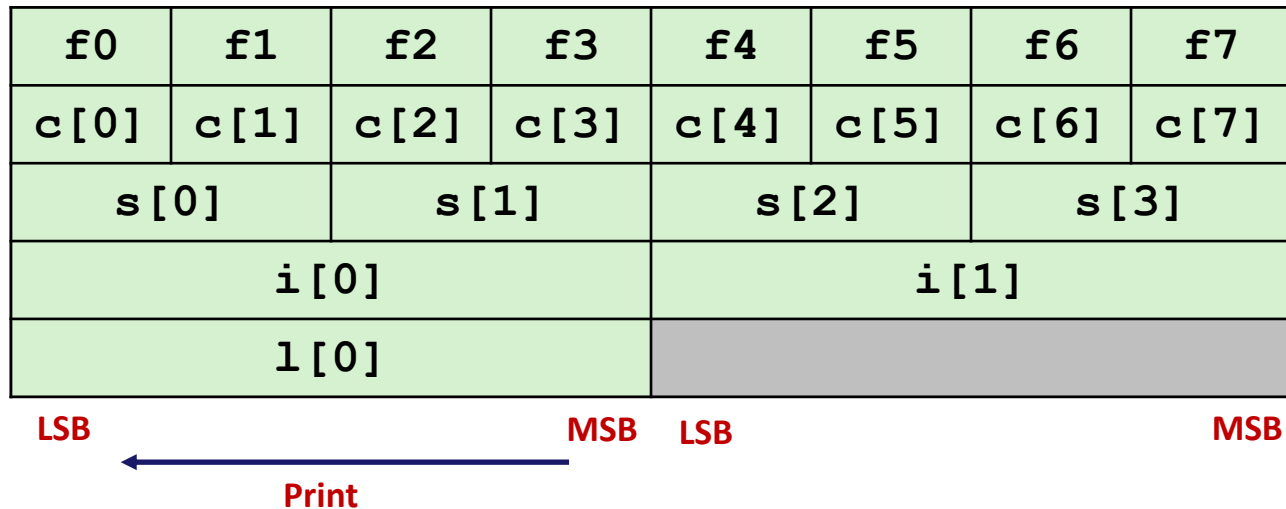 f0 f1 f2 f3 f4 f5 f6 f7
c[0] c[1] c[2] c[3] c[4] c[5] c[6] c[7]
s[0] s[1] s[2] s[3]
i[0] i[1]
l[0]
LSB MSB LSB MSB
Print